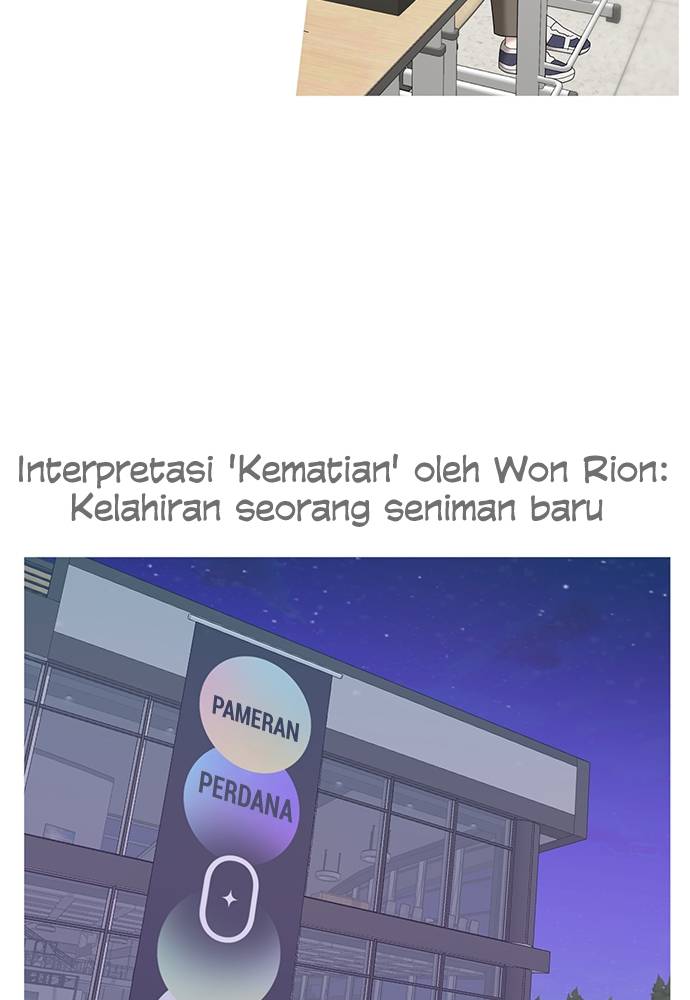 Interpretasi 'Kematian' oleh Won Rion:
Kelahiran seorang seniman baru
PAMERAN
PERDANA